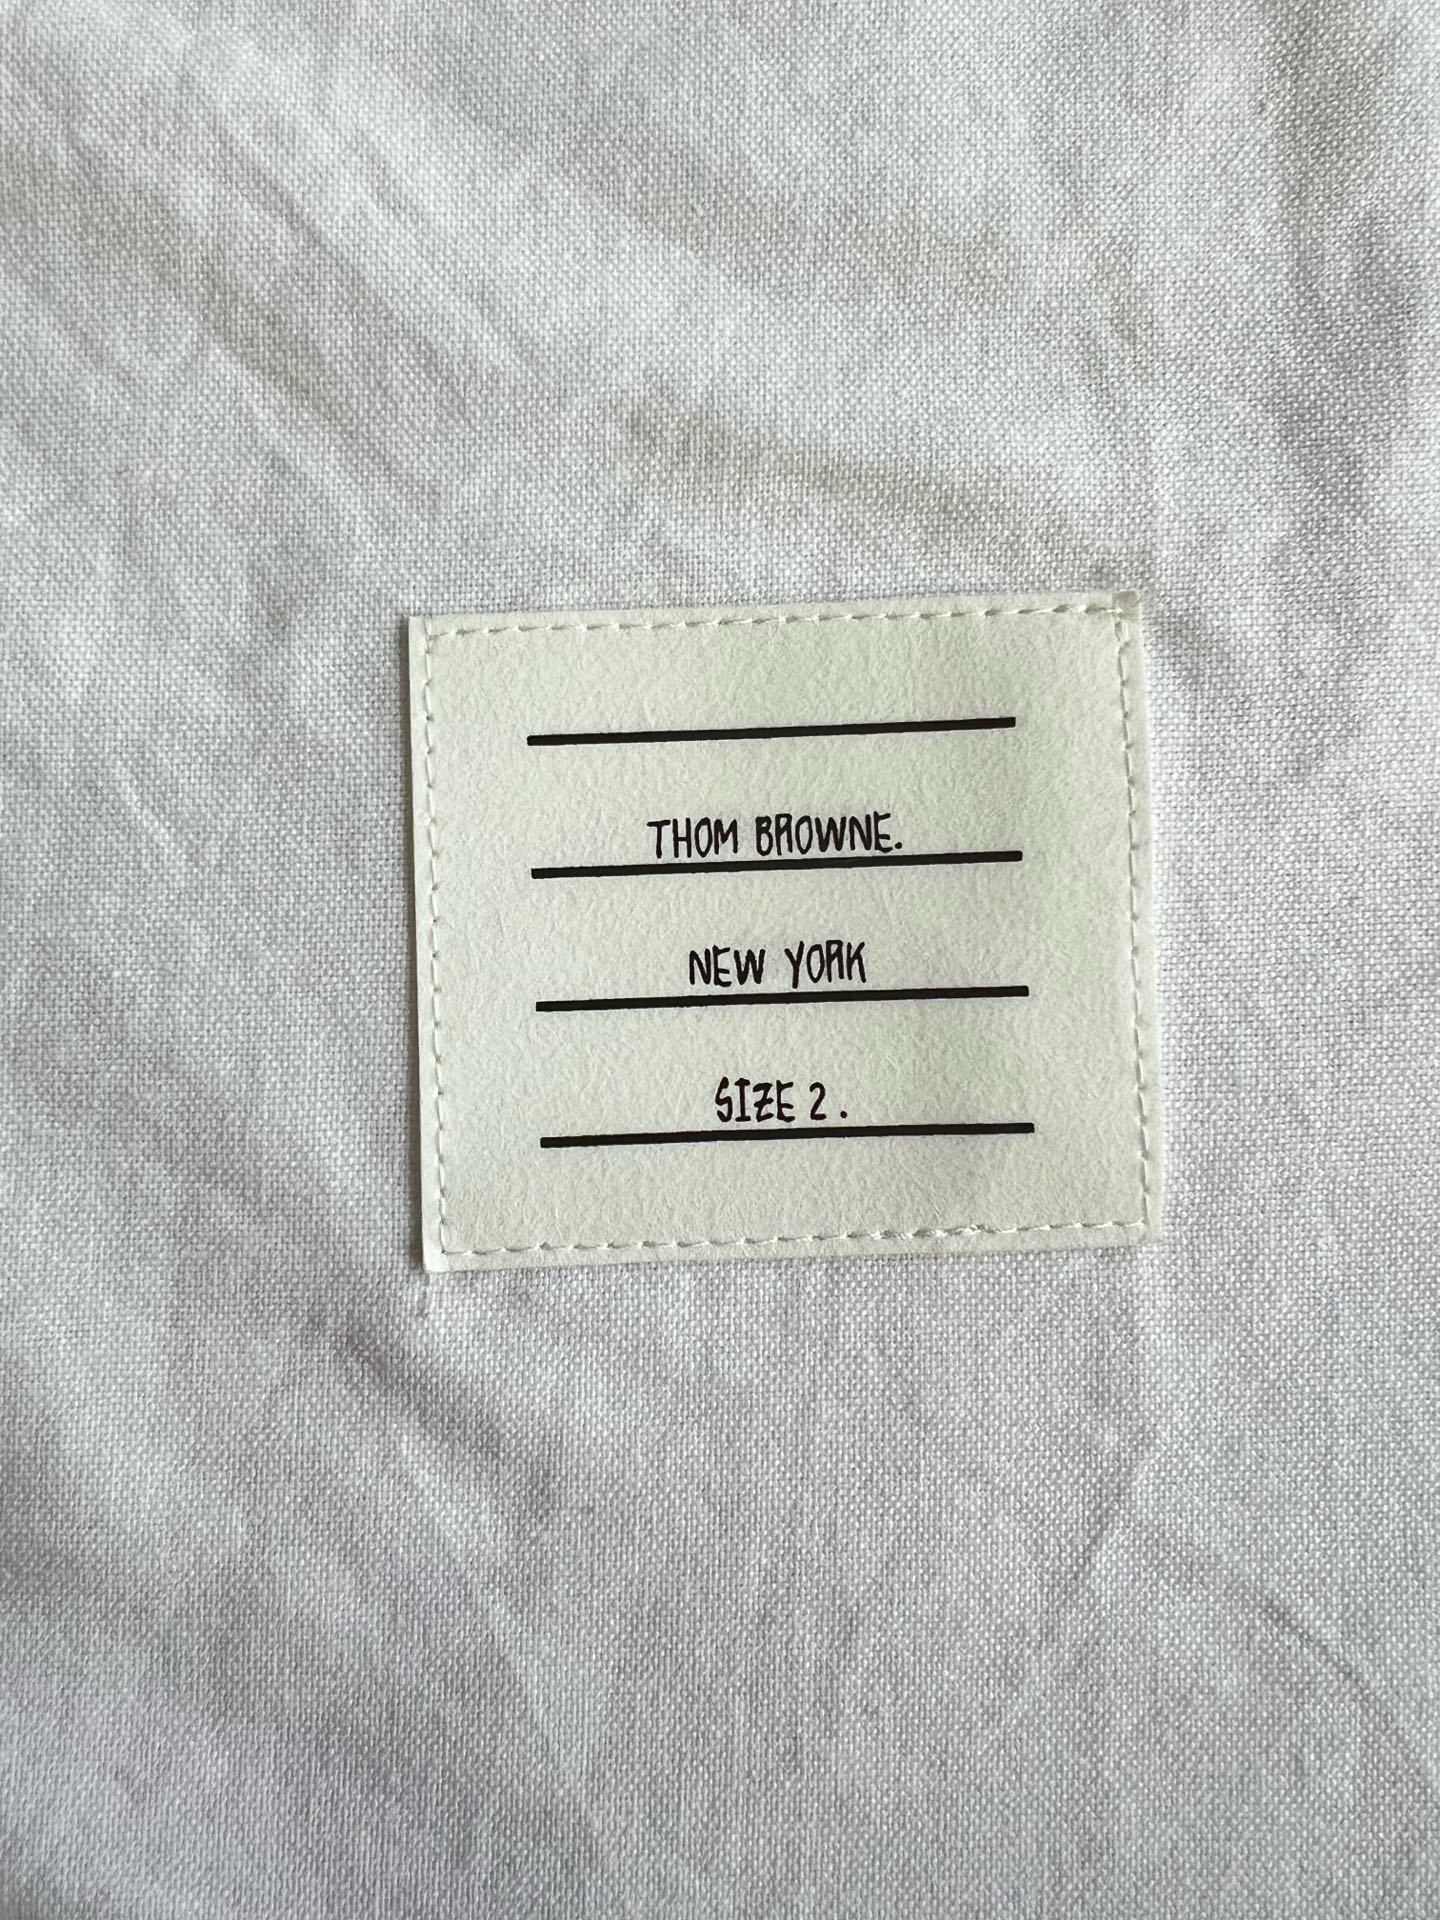 THOM BROWNE.
NEW YORK
SIZE 2.